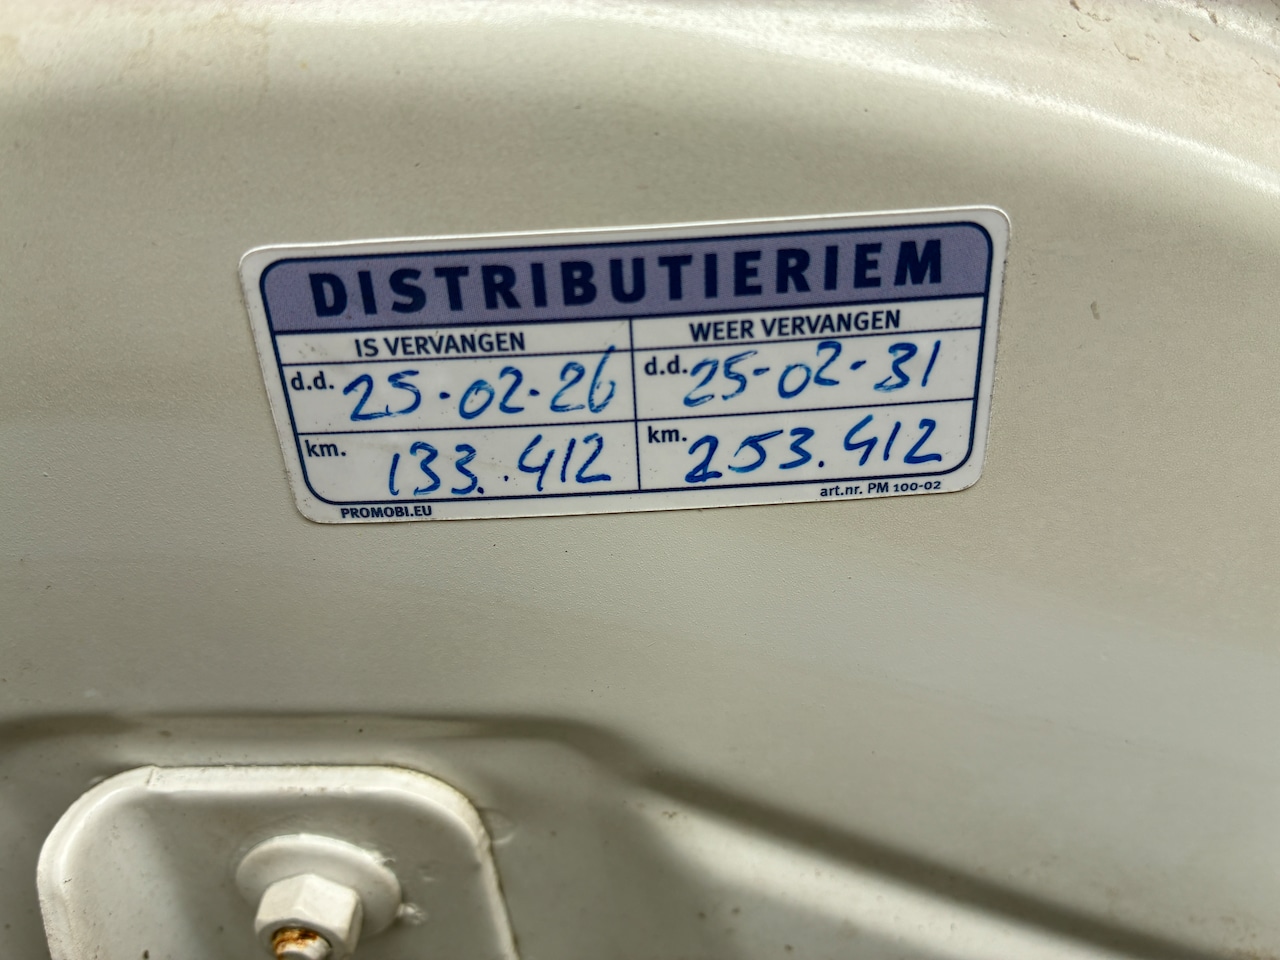 DISTRIBUTIERIEM
IS VERVANGEN
WEER VERVANGEN
d.d. 25-02-26
d.d. 25-02-31
km. 133.412
km. 253.412
PROMOBI.EU
art.nr. PM 100-02